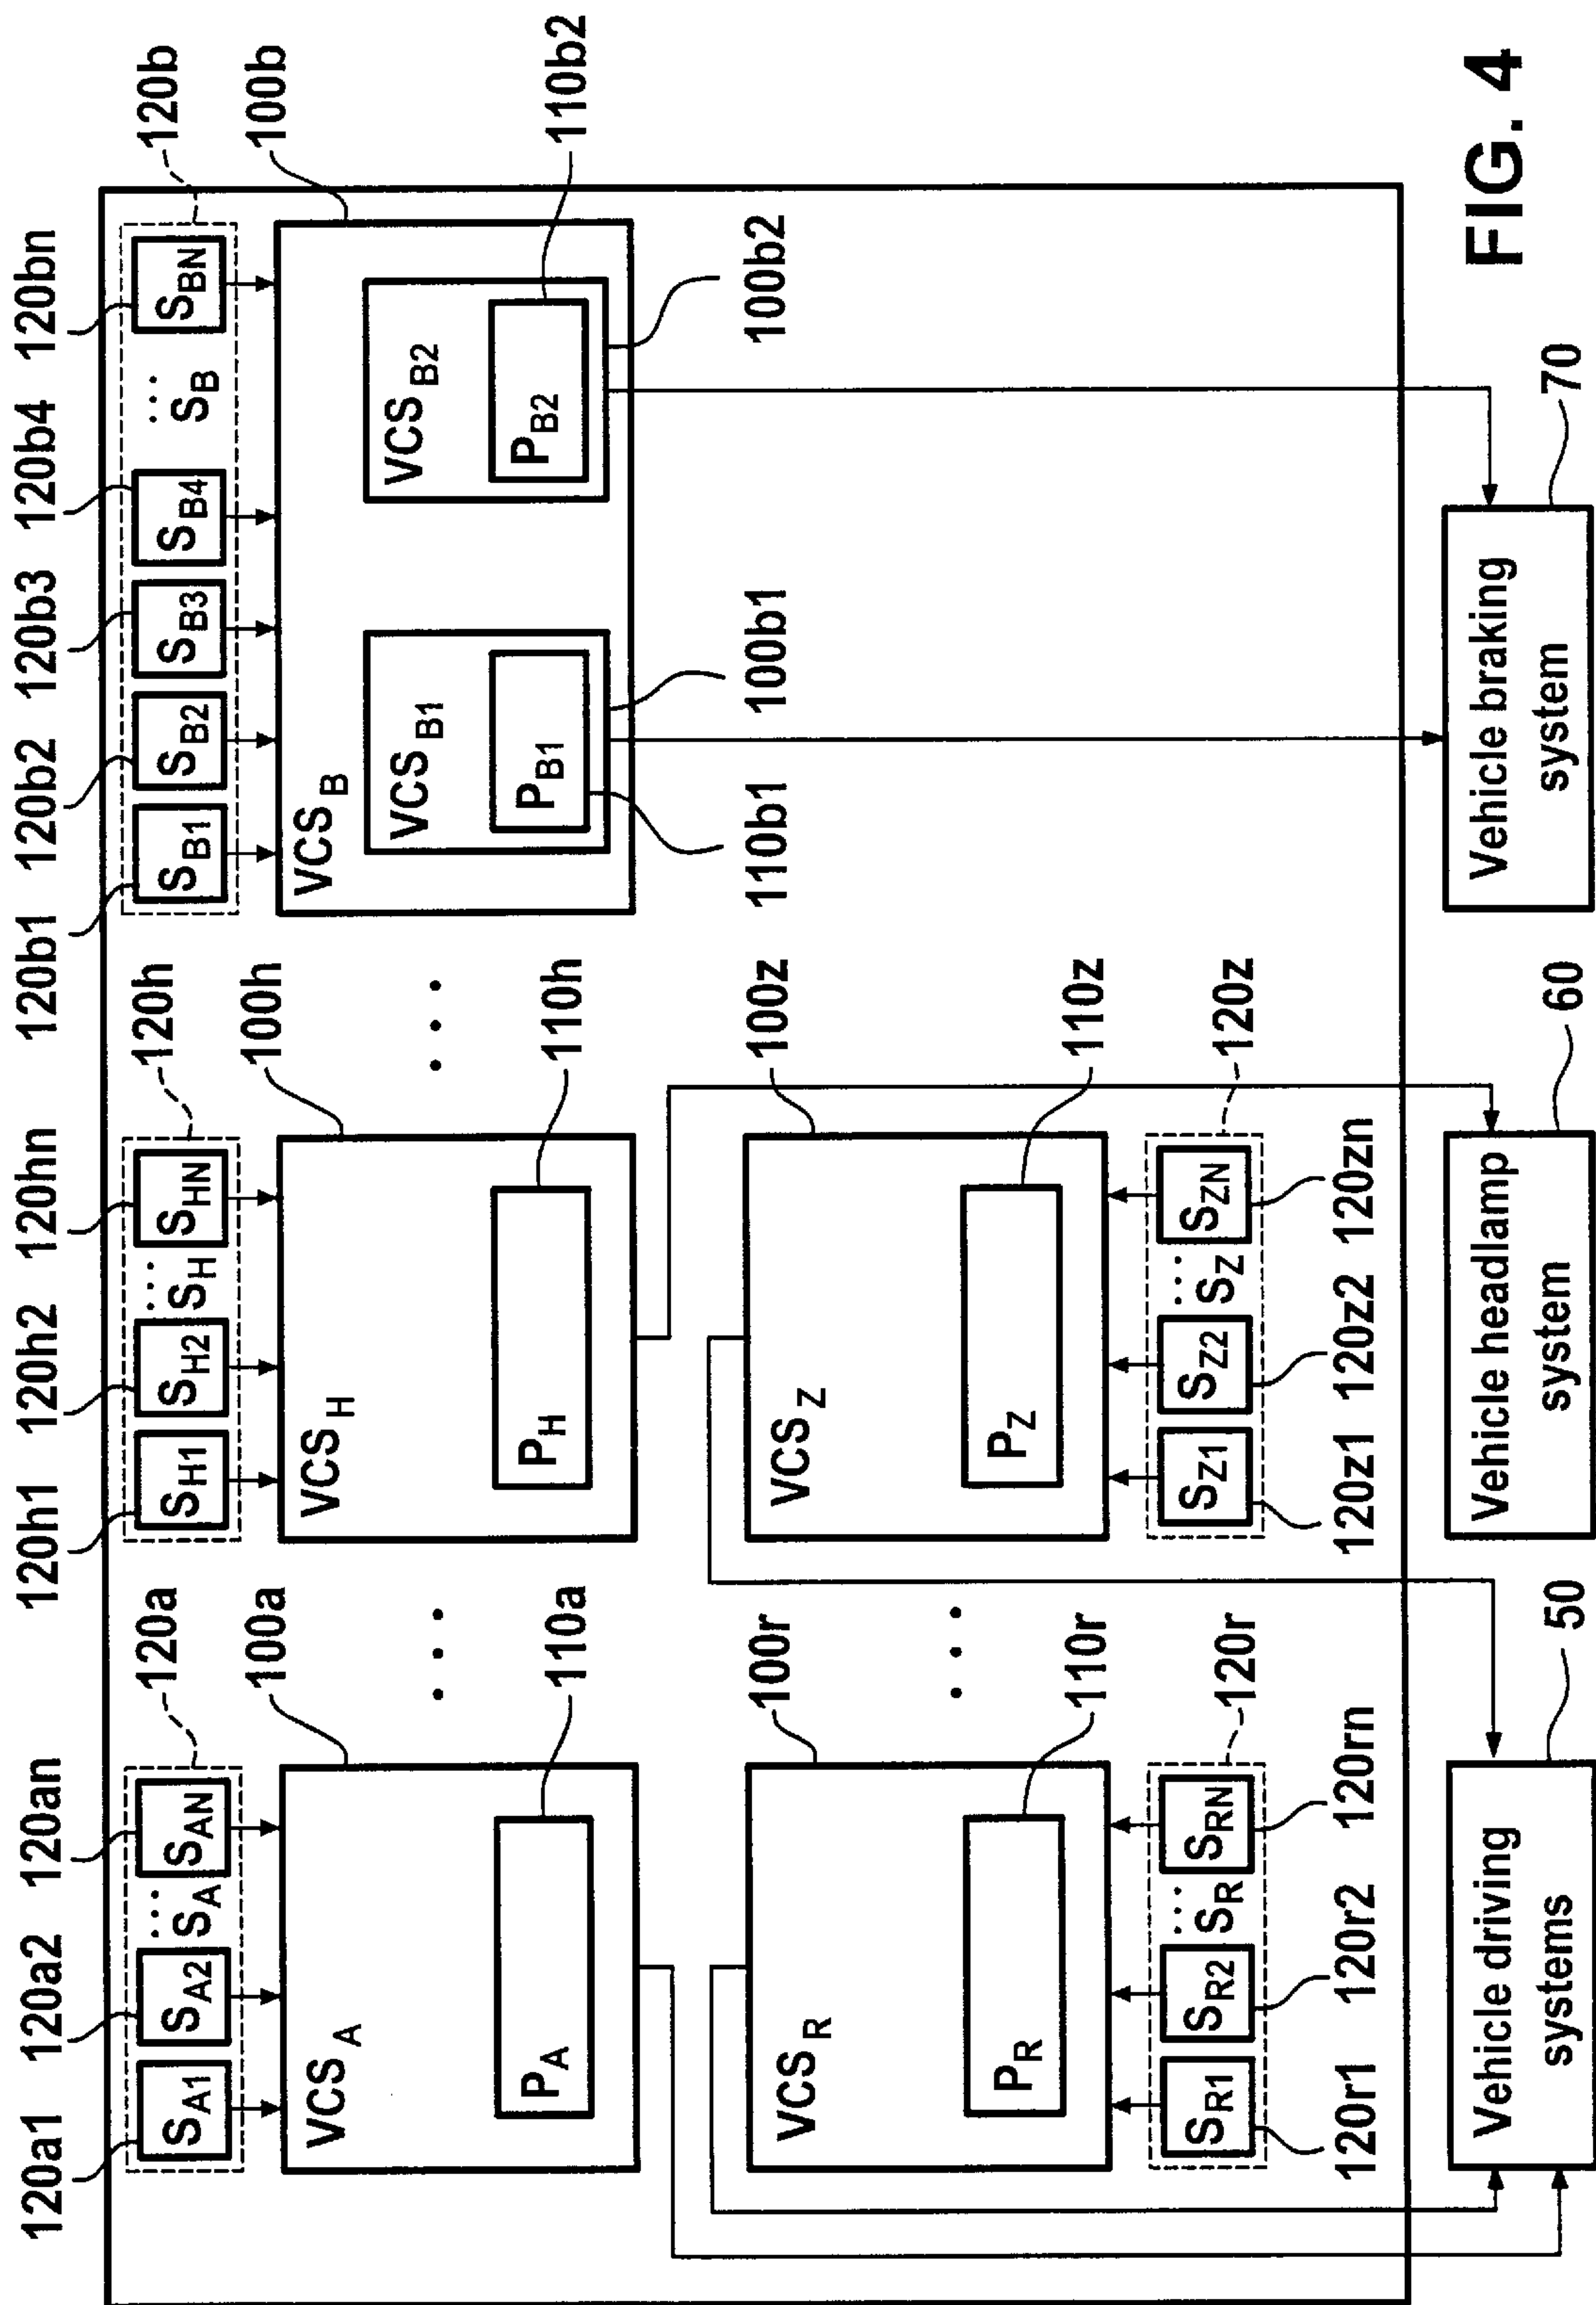 120a1 120a2 120an 120a
120h1 120h2 120hn 120h
120b1 120b2 120b3 120b4 120bn 120b
S_A1 S_A2 ... S_A S_AN
S_H1 S_H2 ... S_H S_HN
S_B1 S_B2 S_B3 S_B4 ... S_B S_BN
100a
100h
100b
VCS_A
P_A
110a
...
VCS_H
P_H
110h
...
VCS_B
VCS_B1
P_B1
VCS_B2
P_B2
110b1 100b1
100b2 110b2
100r
VCS_R
P_R
110r
...
100z
VCS_Z
P_Z
110z
S_R1 S_R2 ... S_R S_RN
120r
S_Z1 S_Z2 ... S_Z S_ZN
120z
120r1 120r2 120rn
120z1 120z2 120zn
50
60
70
Vehicle driving
systems
Vehicle headlamp
system
Vehicle braking
system
FIG. 4